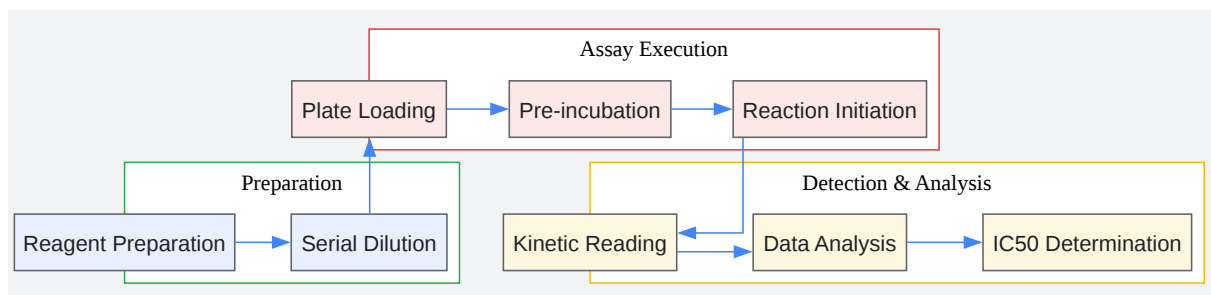 Assay Execution
Plate Loading
Pre-incubation
Reaction Initiation
Preparation
Detection & Analysis
Reagent Preparation
Serial Dilution
Kinetic Reading
Data Analysis
IC50 Determination